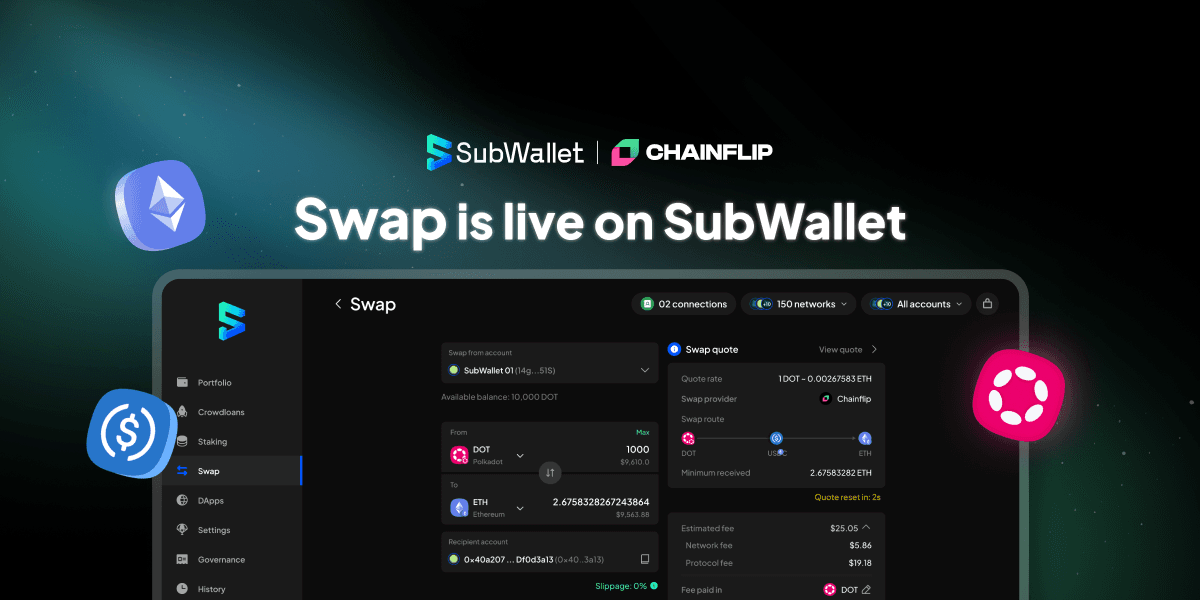 SubWallet | CHAINFLIP
Swap is live on SubWallet
Swap
02 connections
+10 150 networks
+10 All accounts
Portfolio
Crowdloans
Staking
Swap
DApps
Settings
Governance
History
Swap from account
SubWallet 01 (14g...51S)
Available balance: 10,000 DOT
From
Max
DOT
1000
Polkadot
$9,610.0
To
ETH
2.6758328267243864
Ethereum
$9,563.88
Recipient account
0x40a207 ... Df0d3a13 (0x40..3a13)
Slippage: 0%
Swap quote
View quote
Quote rate
1 DOT ~ 0.00267583 ETH
Swap provider
Chainflip
Swap route
DOT
USDC
ETH
Minimum received
2.67583282 ETH
Quote reset in: 2s
Estimated fee
$25.05
Network fee
$5.86
Protocol fee
$19.18
Fee paid in
DOT